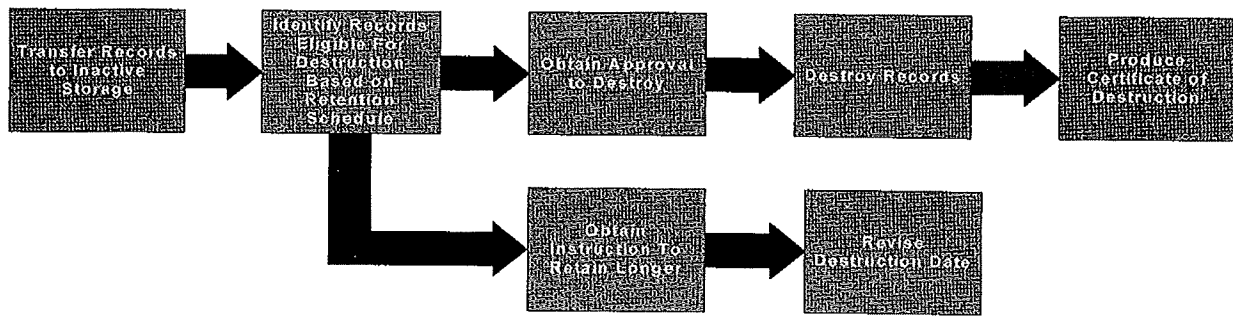 Transfer Records
to Inactive
Storage
Identify Records
Eligible For
Destruction
Based on
Retention
Schedule
Obtain Approval
to Destroy
Destroy Records
Produce
Certificate of
Destruction
Obtain
Instruction To
Retain Longer
Revise
Destruction Date